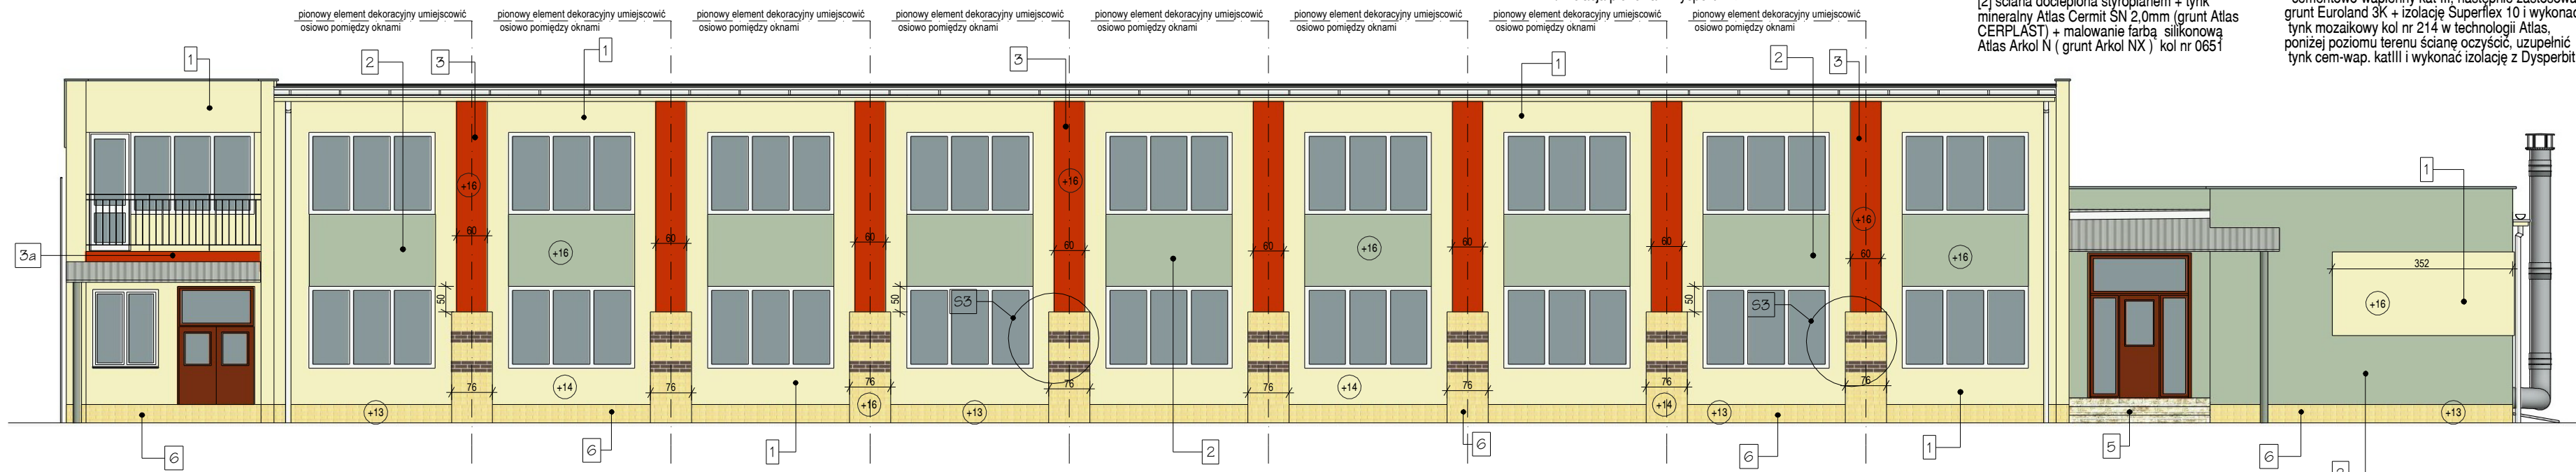 pionowy element dekoracyjny umiejscowić
osiowo pomiędzy oknami
pionowy element dekoracyjny umiejscowić
osiowo pomiędzy oknami
pionowy element dekoracyjny umiejscowić
osiowo pomiędzy oknami
pionowy element dekoracyjny umiejscowić
osiowo pomiędzy oknami
pionowy element dekoracyjny umiejscowić
osiowo pomiędzy oknami
pionowy element dekoracyjny umiejscowić
osiowo pomiędzy oknami
pionowy element dekoracyjny umiejscowić
osiowo pomiędzy oknami
pionowy element dekoracyjny umiejscowić
osiowo pomiędzy oknami
[2] ściana docieplona styropianem + tynk
mineralny Atlas Cermit SN 2,0mm (grunt Atlas
CERPLAST) + malowanie farbą silikonową
Atlas Arkol N ( grunt Arkol NX ) kol nr 0651
grunt Euroland 3K + izolację Superflex 10 i wykonać
tynk mozaikowy kol nr 214 w technologii Atlas,
poniżej poziomu terenu ścianę oczyścić, uzupełnić
tynk cem-wap. katIII i wykonać izolację z Dysperbit
1 2 3 1 3 1 2 3 1
+16 +16 +16
60 60 60 60 60 60 60 60
+16 +16 +16
3a
352
+16
50 50 50
S3 S3
76 76 76 76 76 76 76 76
+14 +14
+13 +16 +13 +14 +13 +13
6 6 1 2 6 6 1 5 6